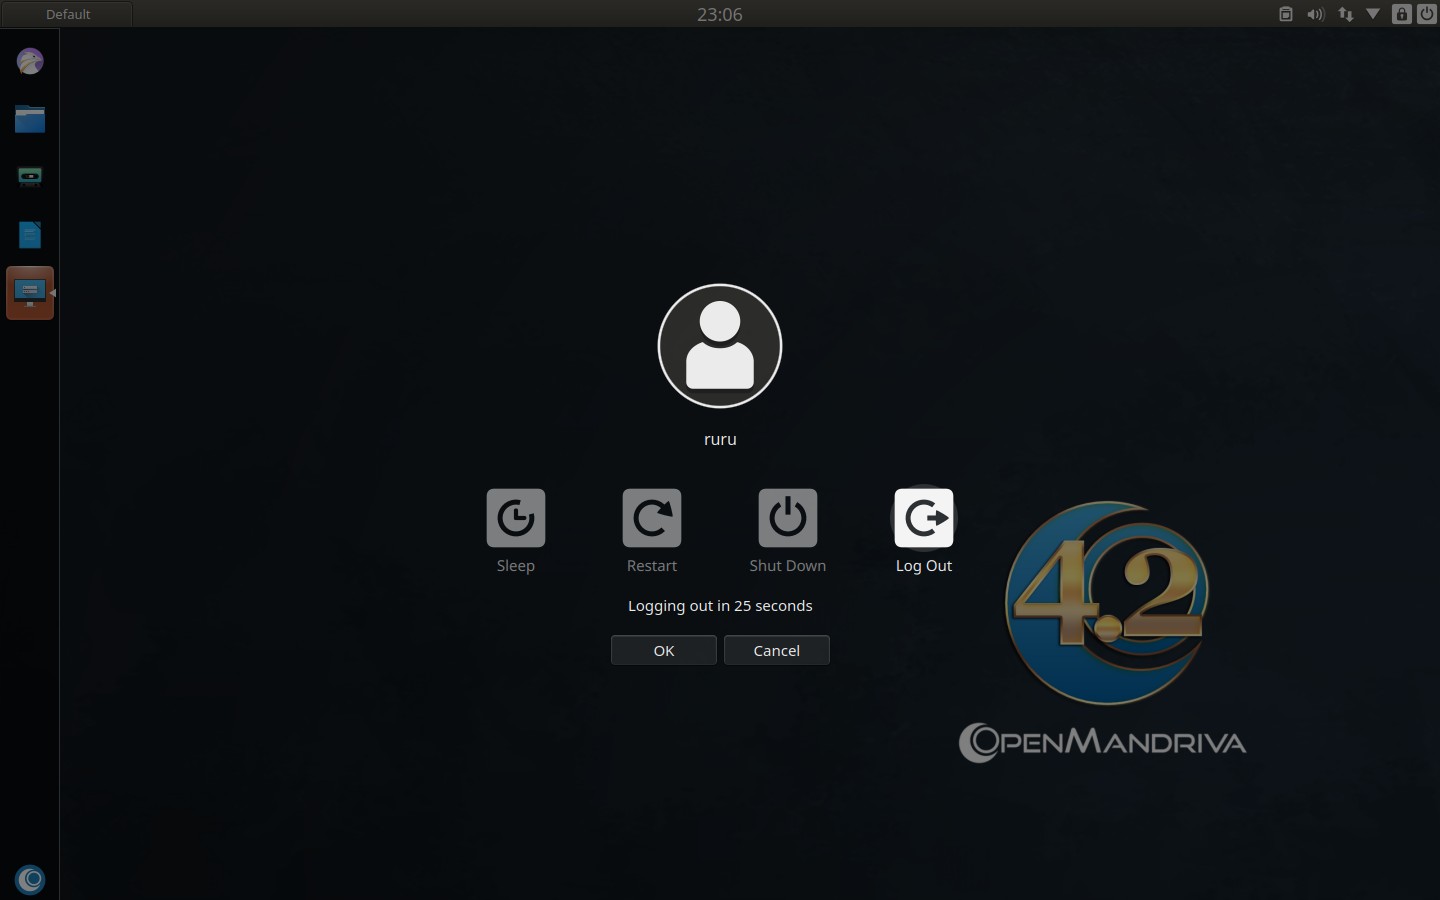 Default
23:06
ruru
Sleep
Restart
Shut Down
Log Out
Logging out in 25 seconds
OK
Cancel
4.2
OPENMANDRIVA